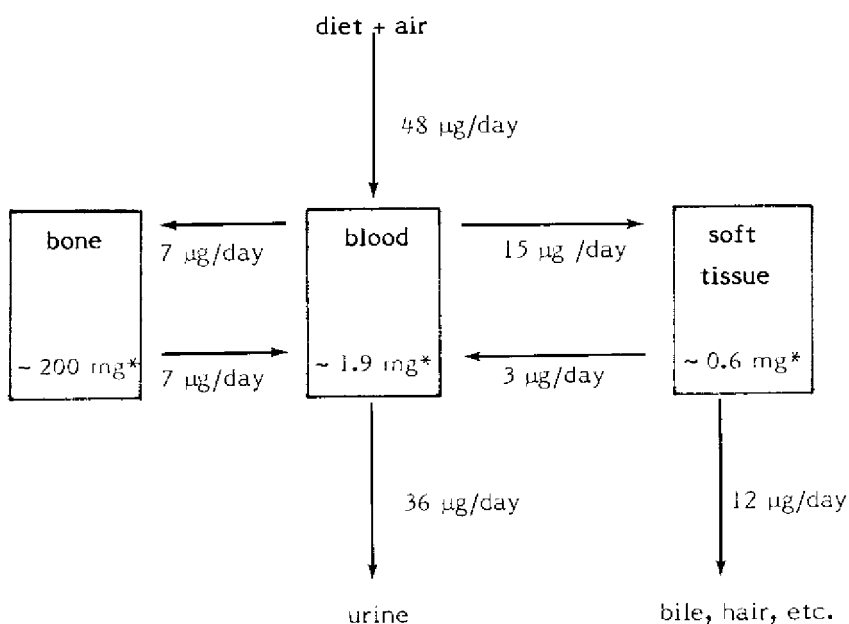 diet + air
48 μg/day
bone
7 μg/day
blood
15 μg /day
soft
tissue
~ 200 mg*
7 μg/day
~ 1.9 mg*
3 μg/day
~ 0.6 mg*
36 μg/day
12 μg/day
urine
bile, hair, etc.